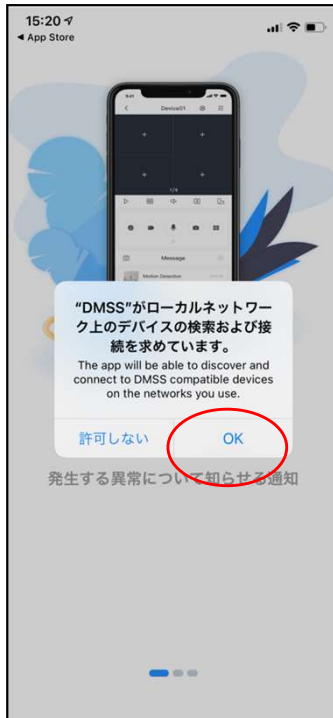 15:20
◀ App Store
Device01
1/4
Message
Motion Detection
“DMSS”がローカルネットワー
ク上のデバイスの検索および接
続を求めています。
The app will be able to discover and
connect to DMSS compatible devices
on the networks you use.
許可しない OK
発生する異常について知らせる通知